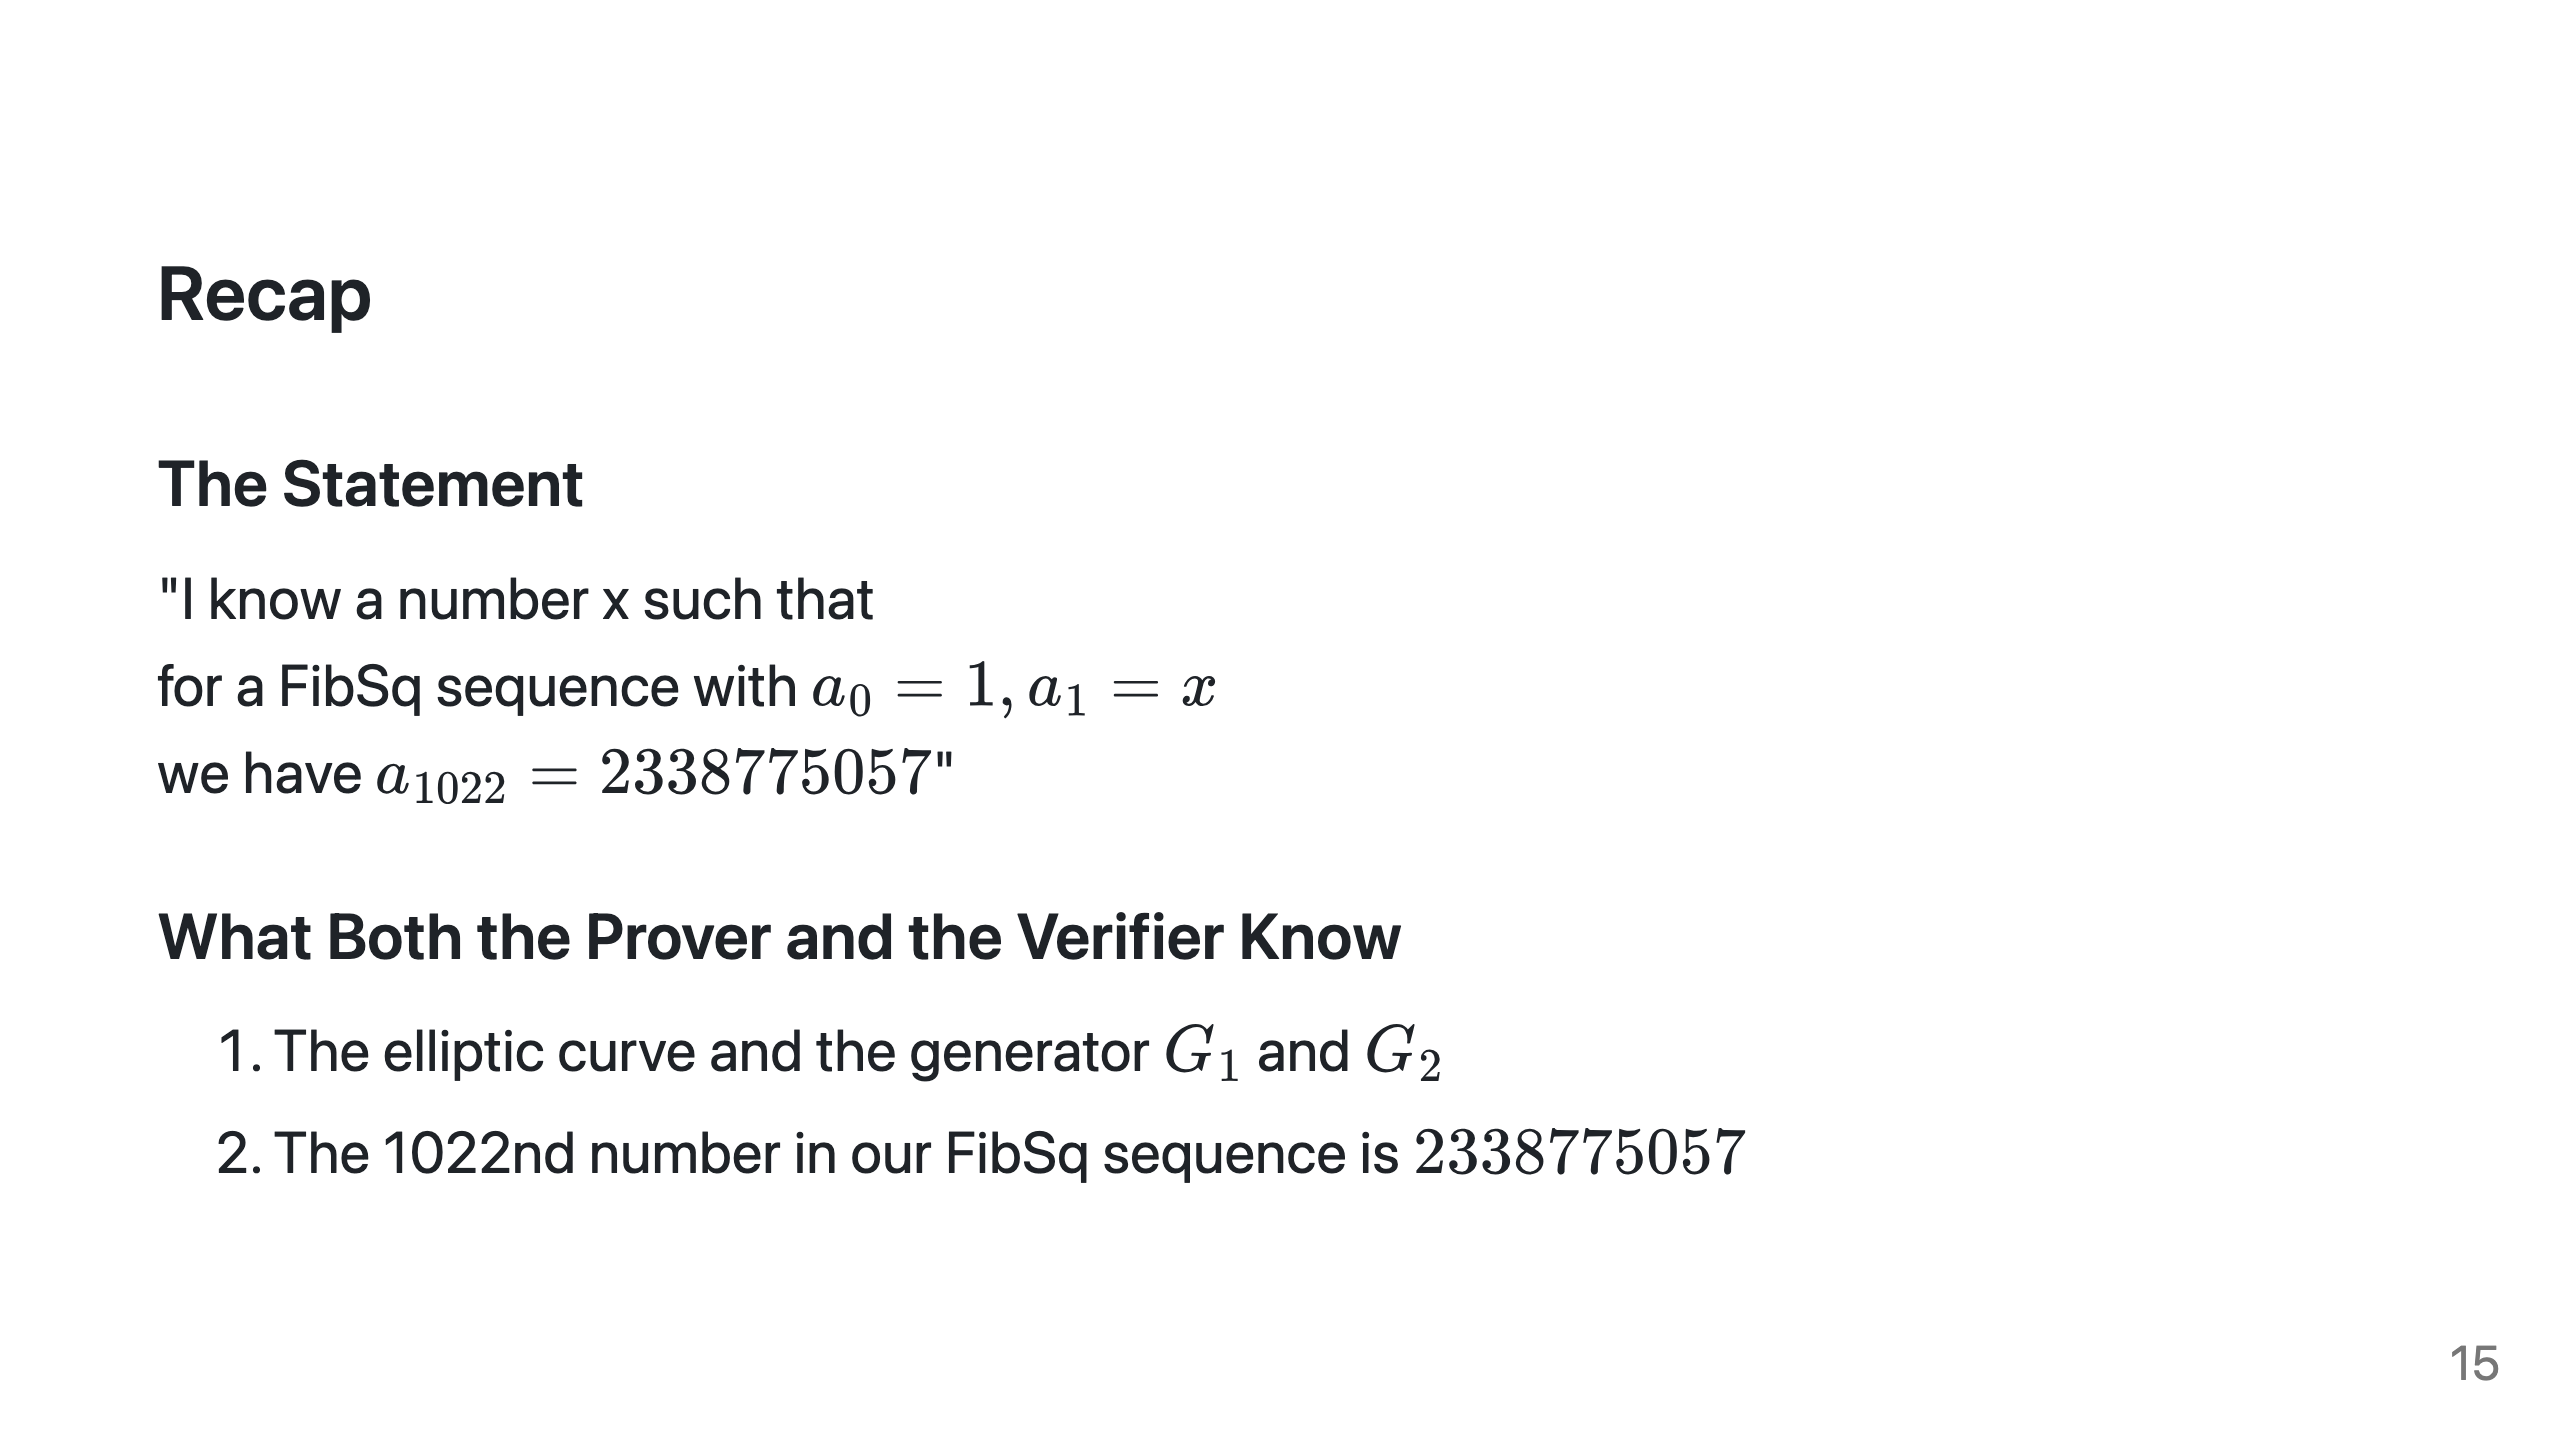 Recap
The Statement
"I know a number x such that
for a FibSq sequence with a₀ = 1, a₁ = x
we have a₁₀₂₂ = 2338775057"
What Both the Prover and the Verifier Know
1. The elliptic curve and the generator G₁ and G₂
2. The 1022nd number in our FibSq sequence is 2338775057
15